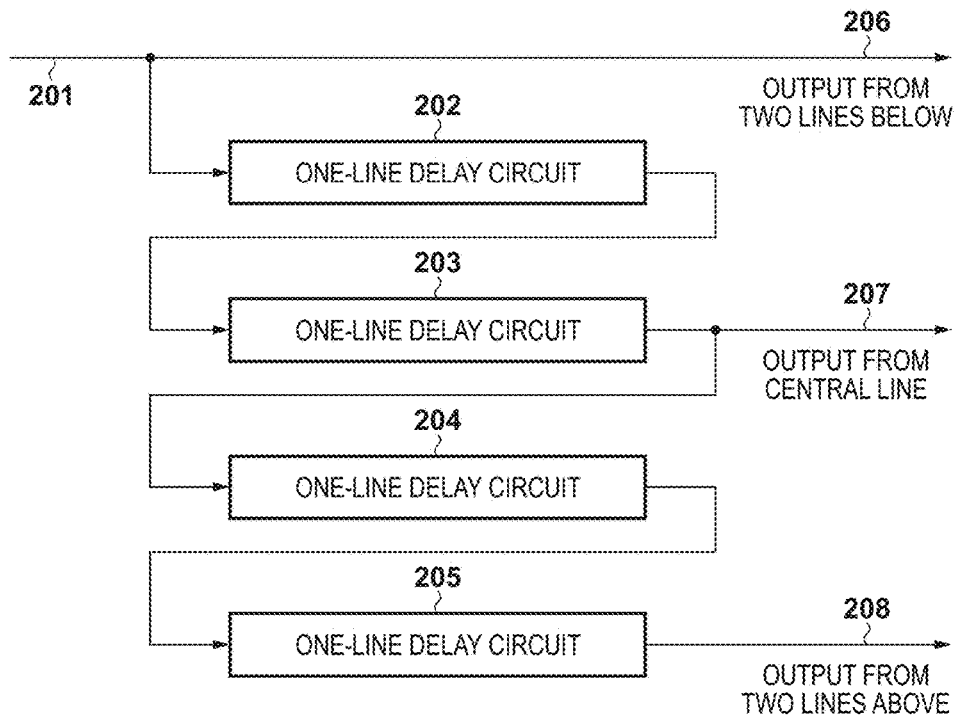 206
201
OUTPUT FROM
TWO LINES BELOW
202
ONE-LINE DELAY CIRCUIT
203
ONE-LINE DELAY CIRCUIT
207
OUTPUT FROM
CENTRAL LINE
204
ONE-LINE DELAY CIRCUIT
205
ONE-LINE DELAY CIRCUIT
208
OUTPUT FROM
TWO LINES ABOVE